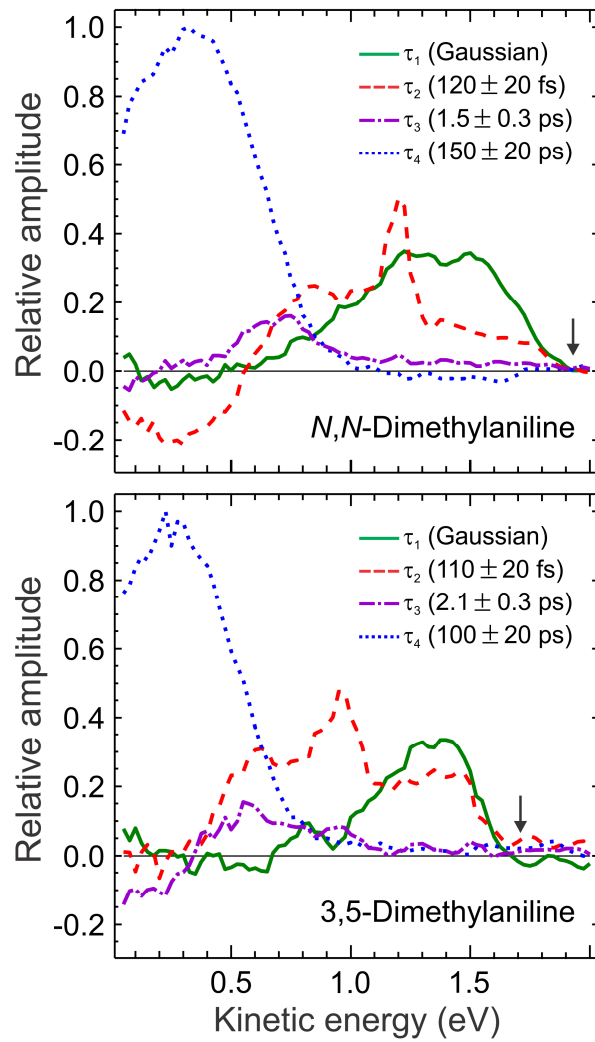 Relative amplitude
1.0
0.8
0.6
0.4
0.2
0.0
-0.2
τ₁ (Gaussian)
τ₂ (120 ± 20 fs)
τ₃ (1.5 ± 0.3 ps)
τ₄ (150 ± 20 ps)
N,N-Dimethylaniline
Relative amplitude
1.0
0.8
0.6
0.4
0.2
0.0
-0.2
τ₁ (Gaussian)
τ₂ (110 ± 20 fs)
τ₃ (2.1 ± 0.3 ps)
τ₄ (100 ± 20 ps)
3,5-Dimethylaniline
0.5 1.0 1.5
Kinetic energy (eV)